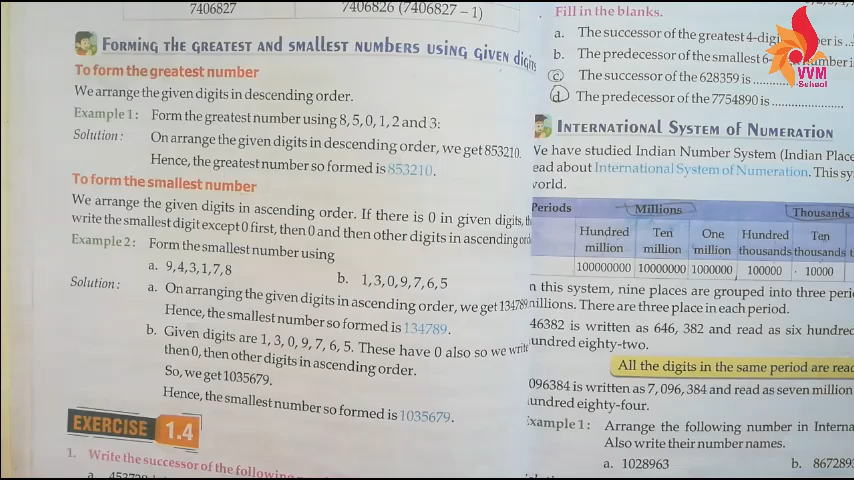 7406827
7406826 (7406827 – 1)
FORMING THE GREATEST AND SMALLEST NUMBERS USING GIVEN DIGITS
To form the greatest number
We arrange the given digits in descending order.
Example 1: Form the greatest number using 8, 5, 0, 1, 2 and 3:
Solution: On arrange the given digits in descending order, we get 853210.
Hence, the greatest number so formed is 853210.
To form the smallest number
We arrange the given digits in ascending order. If there is 0 in given digits,
write the smallest digit except 0 first, then 0 and then other digits in ascending
Example 2: Form the smallest number using
a. 9, 4, 3, 1, 7, 8
b. 1, 3, 0, 9, 7, 6, 5
Solution: a. On arranging the given digits in ascending order, we get 134789.
Hence, the smallest number so formed is 134789.
b. Given digits are 1, 3, 0, 9, 7, 6, 5. These have 0 also so we write
then 0, then other digits in ascending order.
So, we get 1035679.
Hence, the smallest number so formed is 1035679.
EXERCISE 1.4
1. Write the successor of the following
Fill in the blanks.
a. The successor of the greatest 4-digi
b. The predecessor of the smallest 6-
c. The successor of the 628359 is ..............
d. The predecessor of the 7754890 is ......................
VVM
School
INTERNATIONAL SYSTEM OF NUMERATION
We have studied Indian Number System (Indian Place
ead about International System of Numeration. This sy
vorld.
Periods Millions Thousands
Hundred million Ten million One million Hundred thousands Ten thousands
100000000 10000000 1000000 100000 10000
n this system, nine places are grouped into three peri
millions. There are three place in each period.
46382 is written as 646, 382 and read as six hundred
undred eighty-two.
All the digits in the same period are read
096384 is written as 7, 096, 384 and read as seven million
undred eighty-four.
Example 1: Arrange the following number in Interna
Also write their number names.
a. 1028963
b. 867289